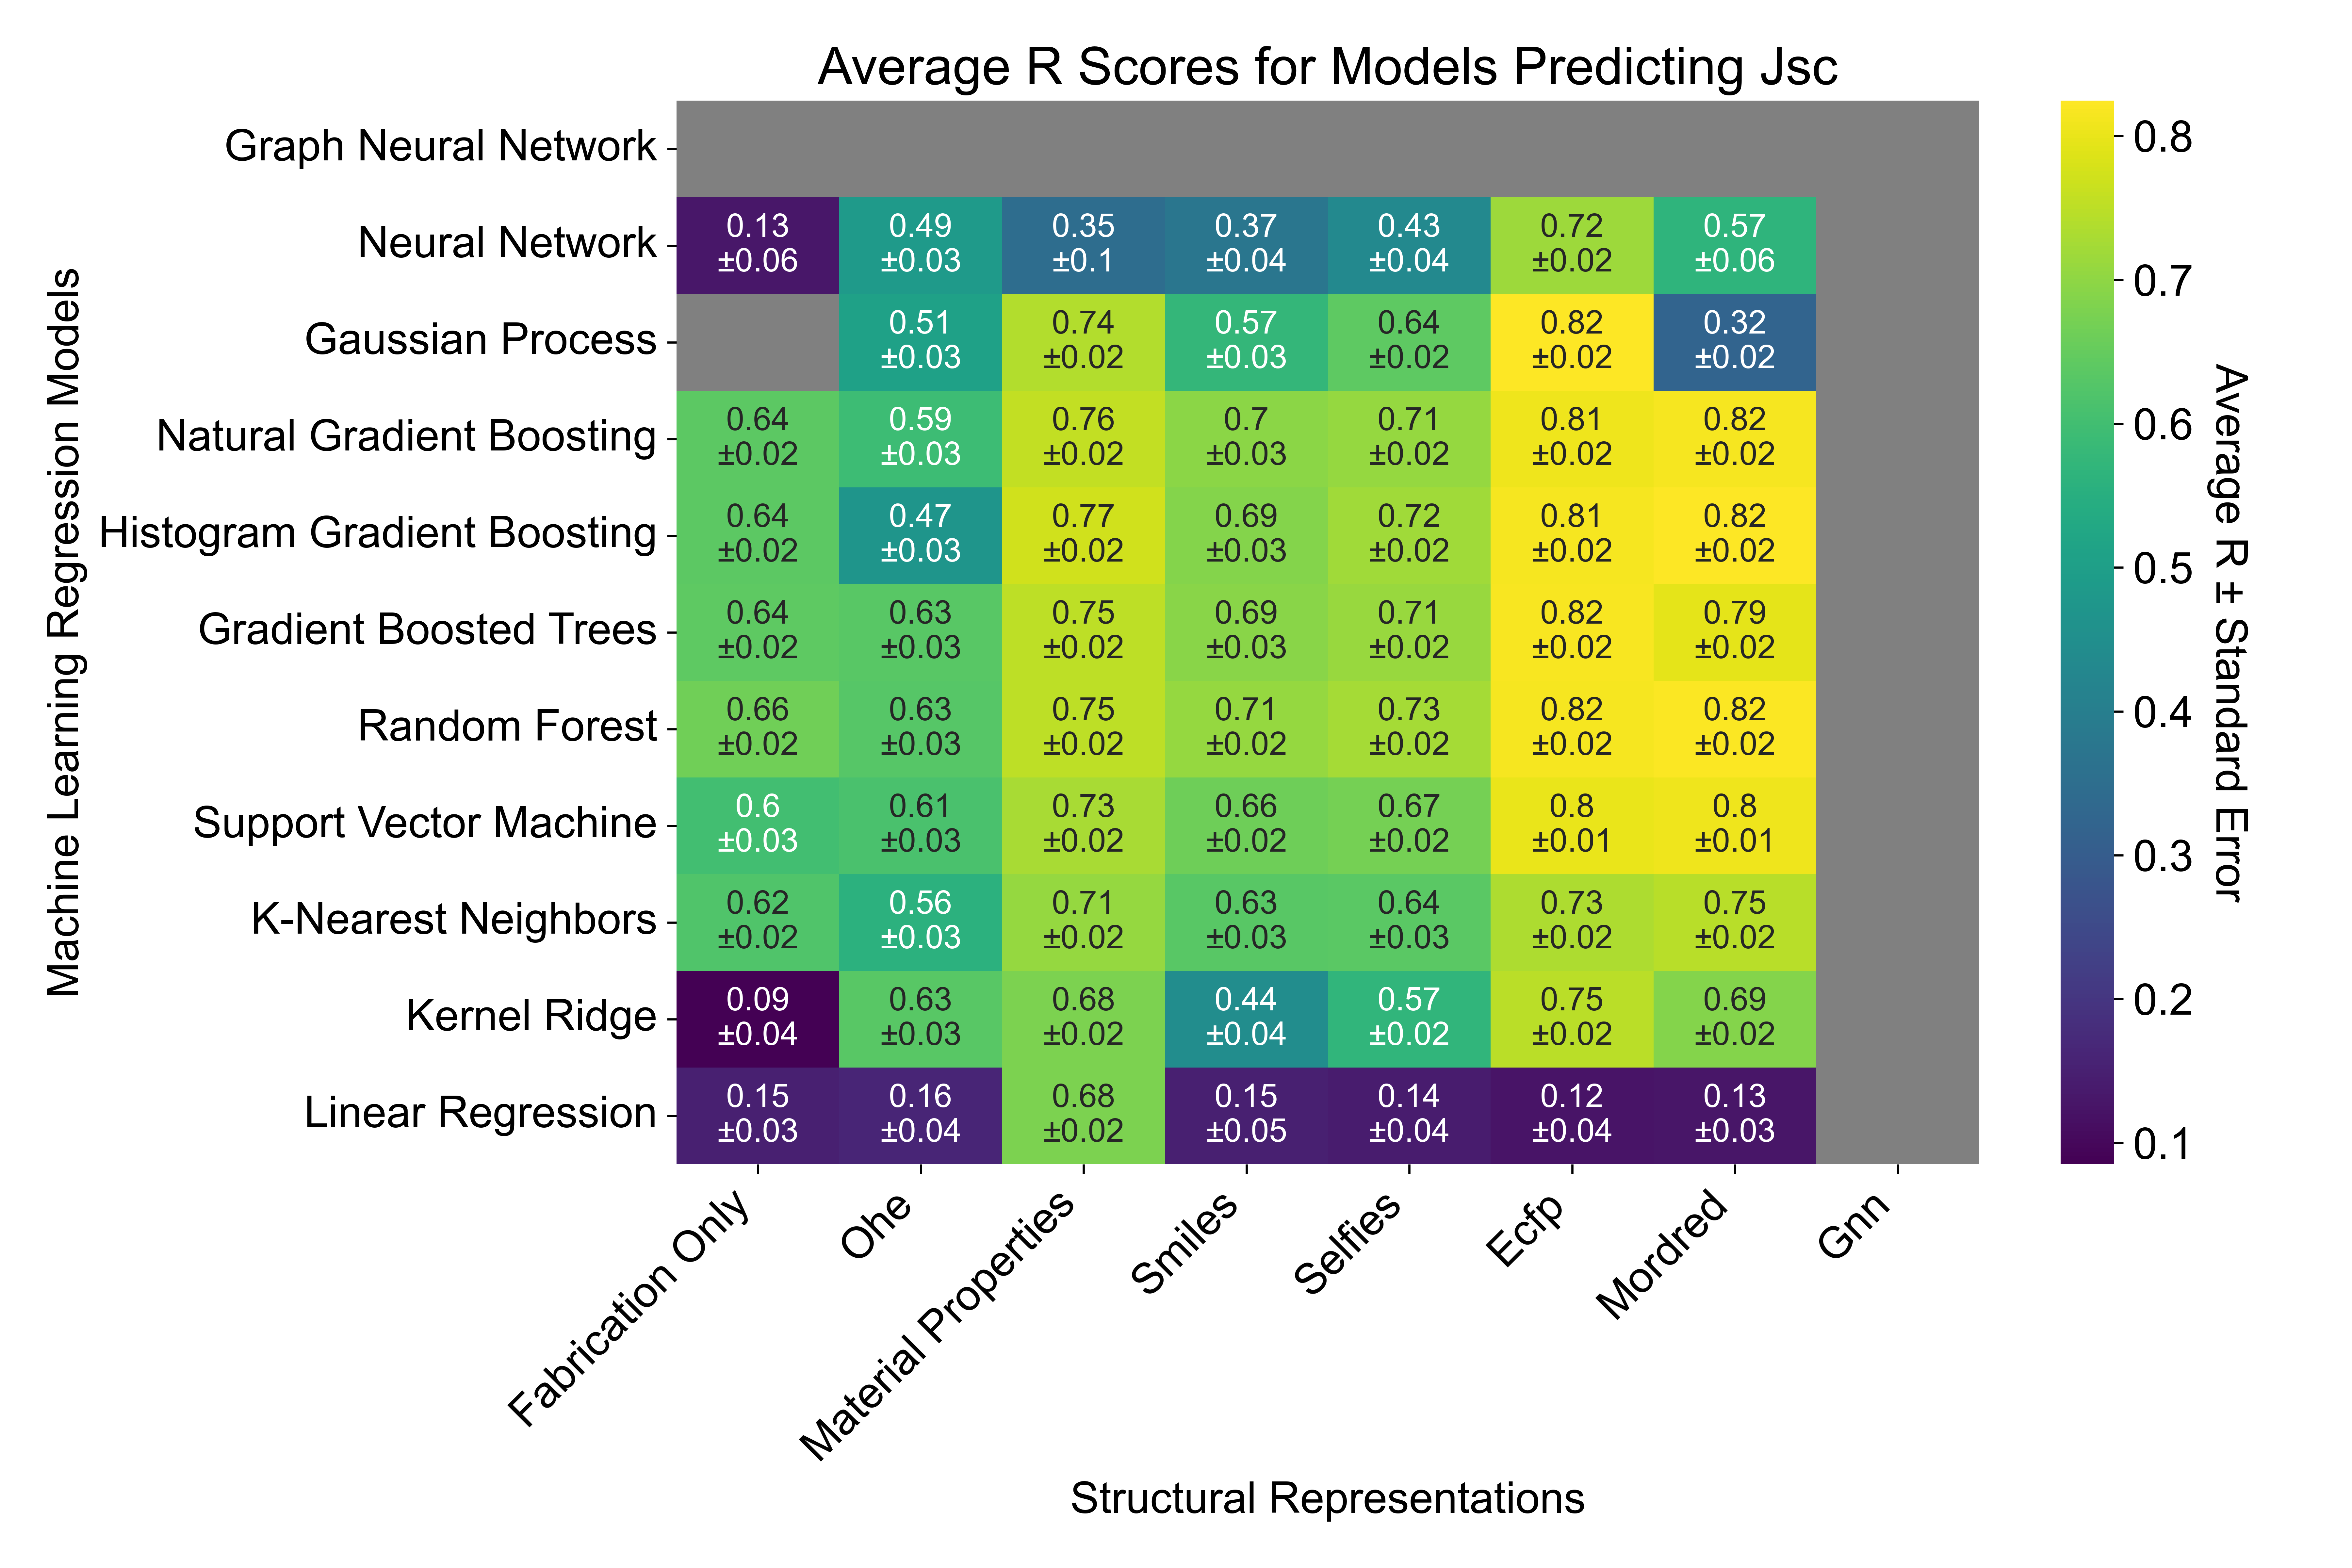 Average R Scores for Models Predicting Jsc
Machine Learning Regression Models
Graph Neural Network
Neural Network
0.13 0.49 0.35 0.37 0.43 0.72 0.57
±0.06 ±0.03 ±0.1 ±0.04 ±0.04 ±0.02 ±0.06
Gaussian Process
0.51 0.74 0.57 0.64 0.82 0.32
±0.03 ±0.02 ±0.03 ±0.02 ±0.02 ±0.02
Natural Gradient Boosting
0.64 0.59 0.76 0.7 0.71 0.81 0.82
±0.02 ±0.03 ±0.02 ±0.03 ±0.02 ±0.02 ±0.02
Histogram Gradient Boosting
0.64 0.47 0.77 0.69 0.72 0.81 0.82
±0.02 ±0.03 ±0.02 ±0.03 ±0.02 ±0.02 ±0.02
Gradient Boosted Trees
0.64 0.63 0.75 0.69 0.71 0.82 0.79
±0.02 ±0.03 ±0.02 ±0.03 ±0.02 ±0.02 ±0.02
Random Forest
0.66 0.63 0.75 0.71 0.73 0.82 0.82
±0.02 ±0.03 ±0.02 ±0.02 ±0.02 ±0.02 ±0.02
Support Vector Machine
0.6 0.61 0.73 0.66 0.67 0.8 0.8
±0.03 ±0.03 ±0.02 ±0.02 ±0.02 ±0.01 ±0.01
K-Nearest Neighbors
0.62 0.56 0.71 0.63 0.64 0.73 0.75
±0.02 ±0.03 ±0.02 ±0.03 ±0.03 ±0.02 ±0.02
Kernel Ridge
0.09 0.63 0.68 0.44 0.57 0.75 0.69
±0.04 ±0.03 ±0.02 ±0.04 ±0.02 ±0.02 ±0.02
Linear Regression
0.15 0.16 0.68 0.15 0.14 0.12 0.13
±0.03 ±0.04 ±0.02 ±0.05 ±0.04 ±0.04 ±0.03
Fabrication Only
Ohe
Material Properties
Smiles
Selfies
Ecfp
Mordred
Gnn
Structural Representations
0.8
0.7
0.6
0.5
0.4
0.3
0.2
0.1
Average R ± Standard Error